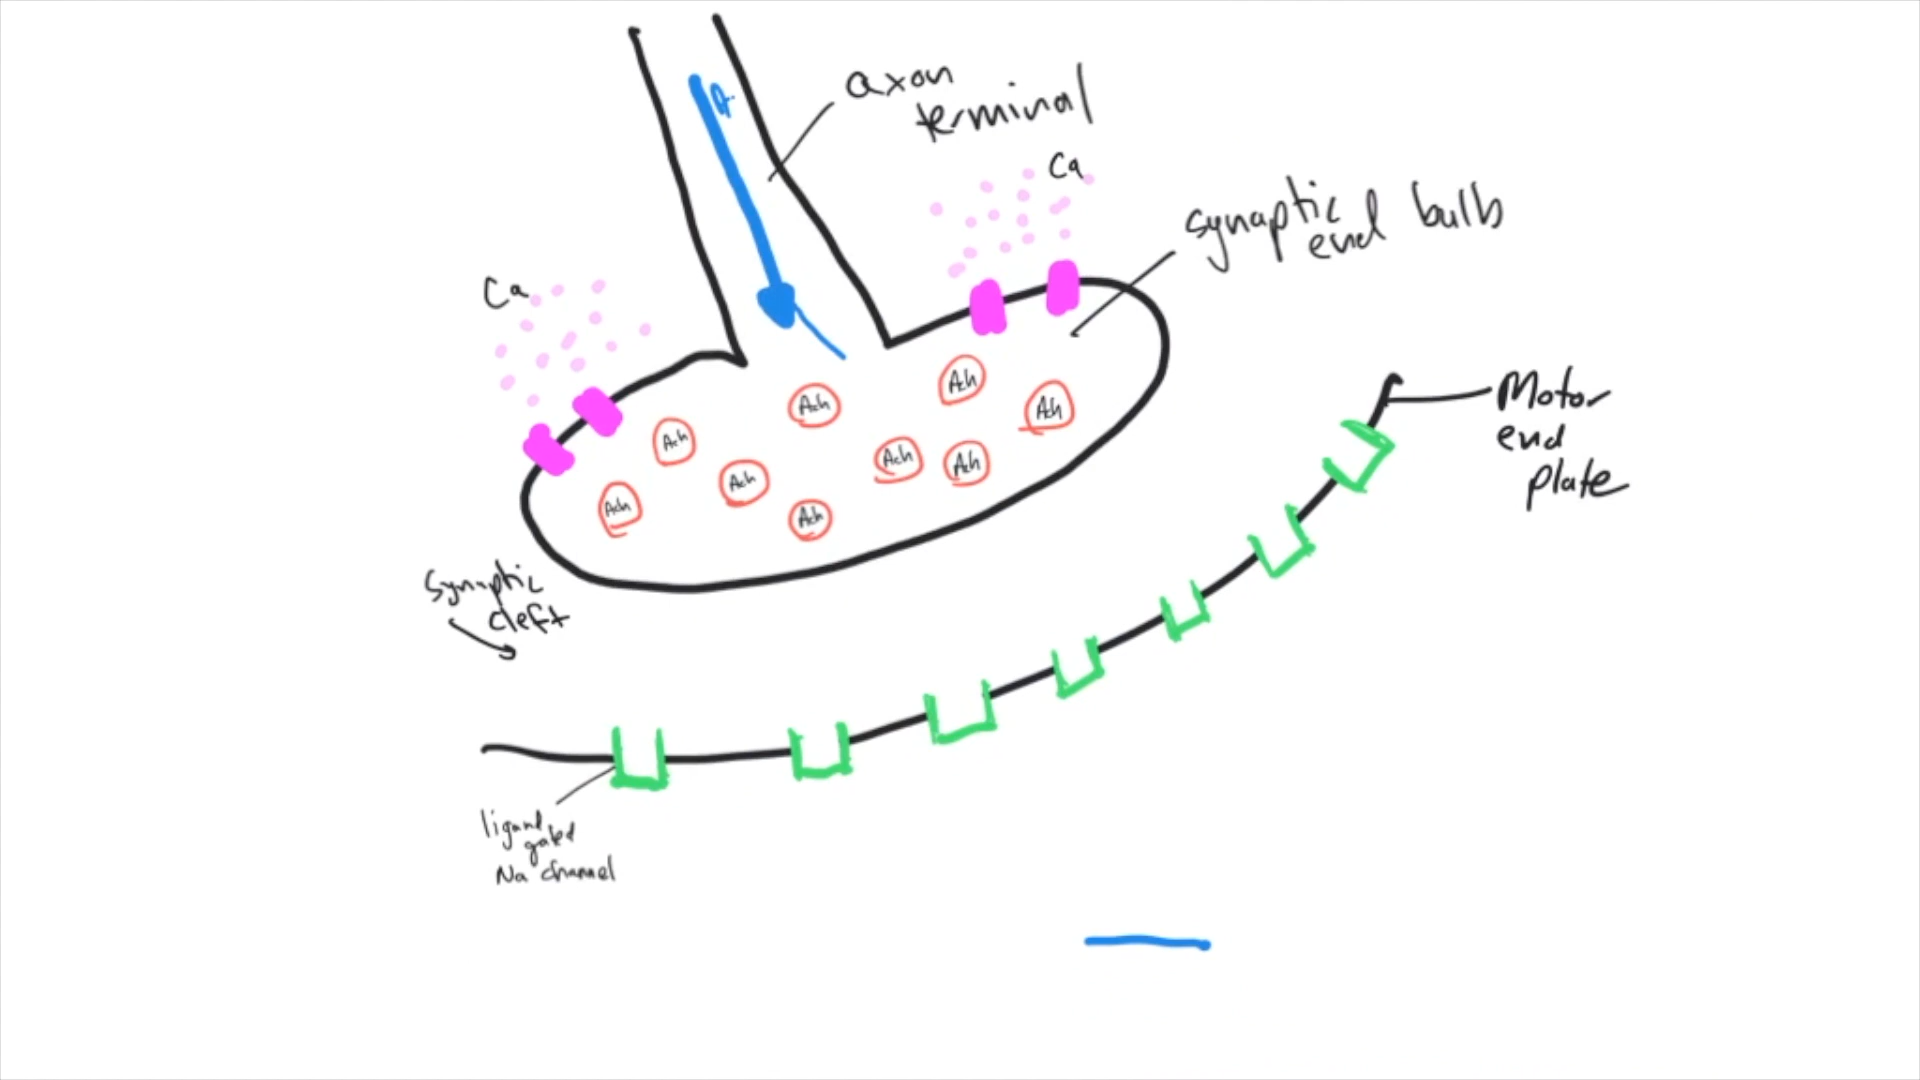 axon
terminal
Ca
synaptic
end bulb
Ca
Ach
Ach
Ach
Ach
Ach
Ach
Ach
Ach
Ach
Ach
Motor
end
plate
Synaptic
cleft
ligand
gated
Na channel